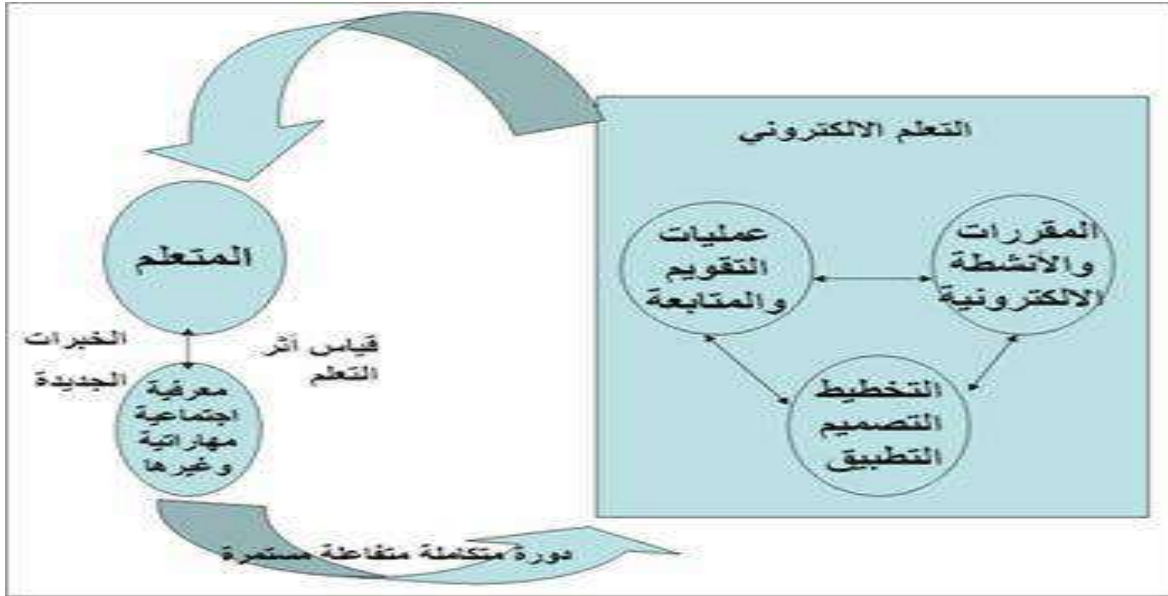 التعلم الالكتروني
المقررات
والأنشطة
الالكترونية
عمليات
التقويم
والمتابعة
التخطيط
التصميم
التطبيق
المتعلم
قياس أثر
التعلم
الخبرات
الجديدة
معرفية
اجتماعية
مهاراتية
وغيرها
دورة متكاملة متفاعلة مستمرة